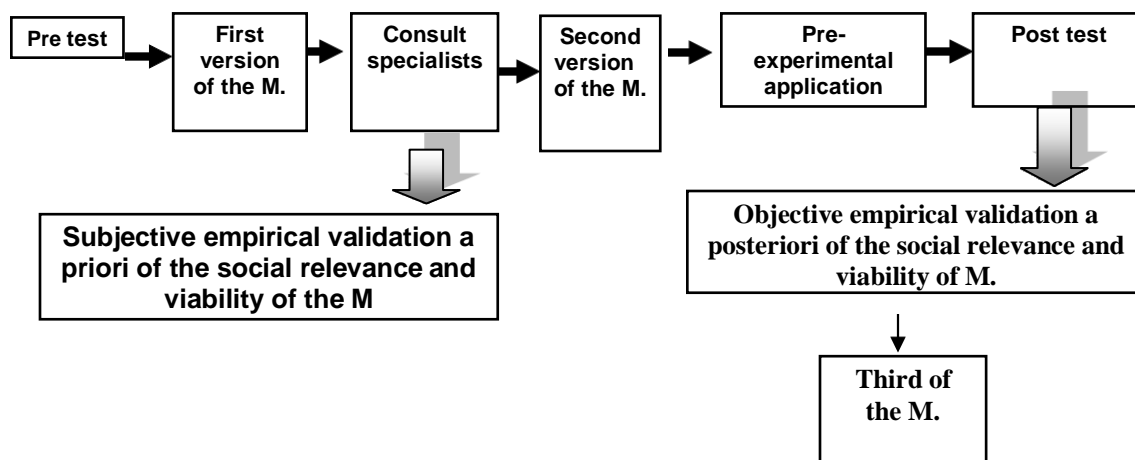 Pre test
First
version
of the M.
Consult
specialists
Second
version
of the M.
Pre-
experimental
application
Post test
Subjective empirical validation a
priori of the social relevance and
viability of the M
Objective empirical validation a
posteriori of the social relevance and
viability of M.
Third of
the M.